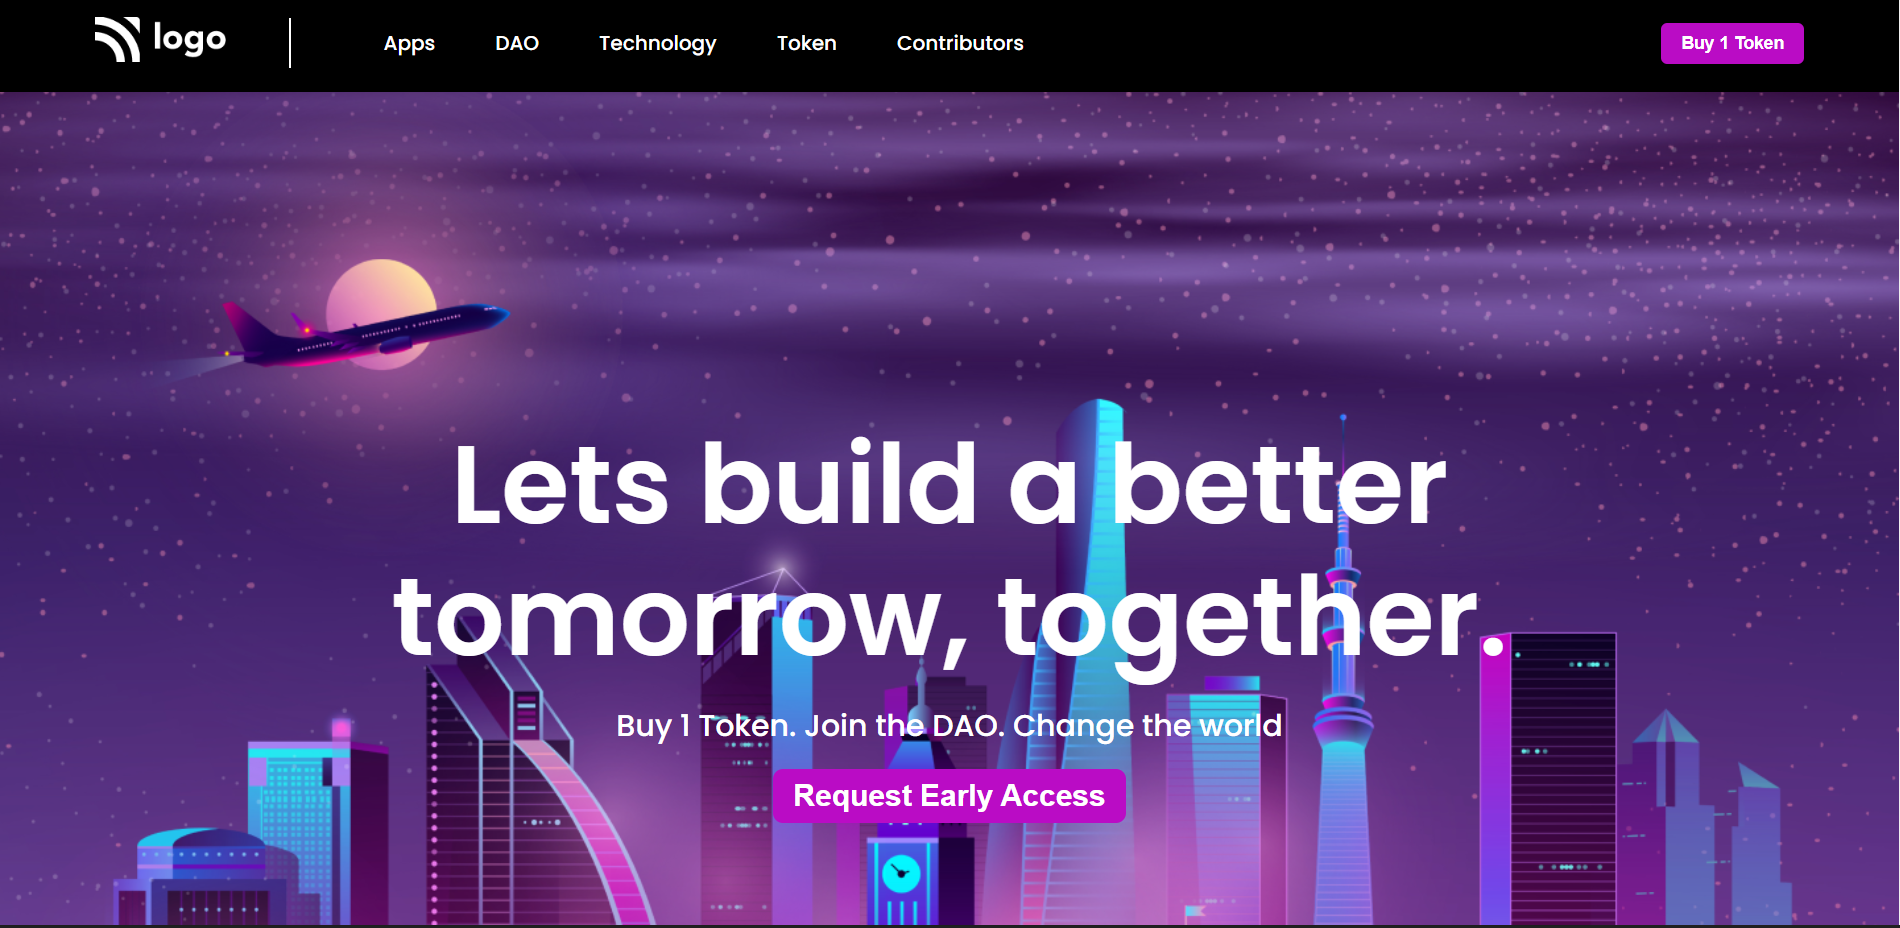 logo
Apps DAO Technology Token Contributors
Buy 1 Token
Lets build a better
tomorrow, together.
Buy 1 Token. Join the DAO. Change the world
Request Early Access